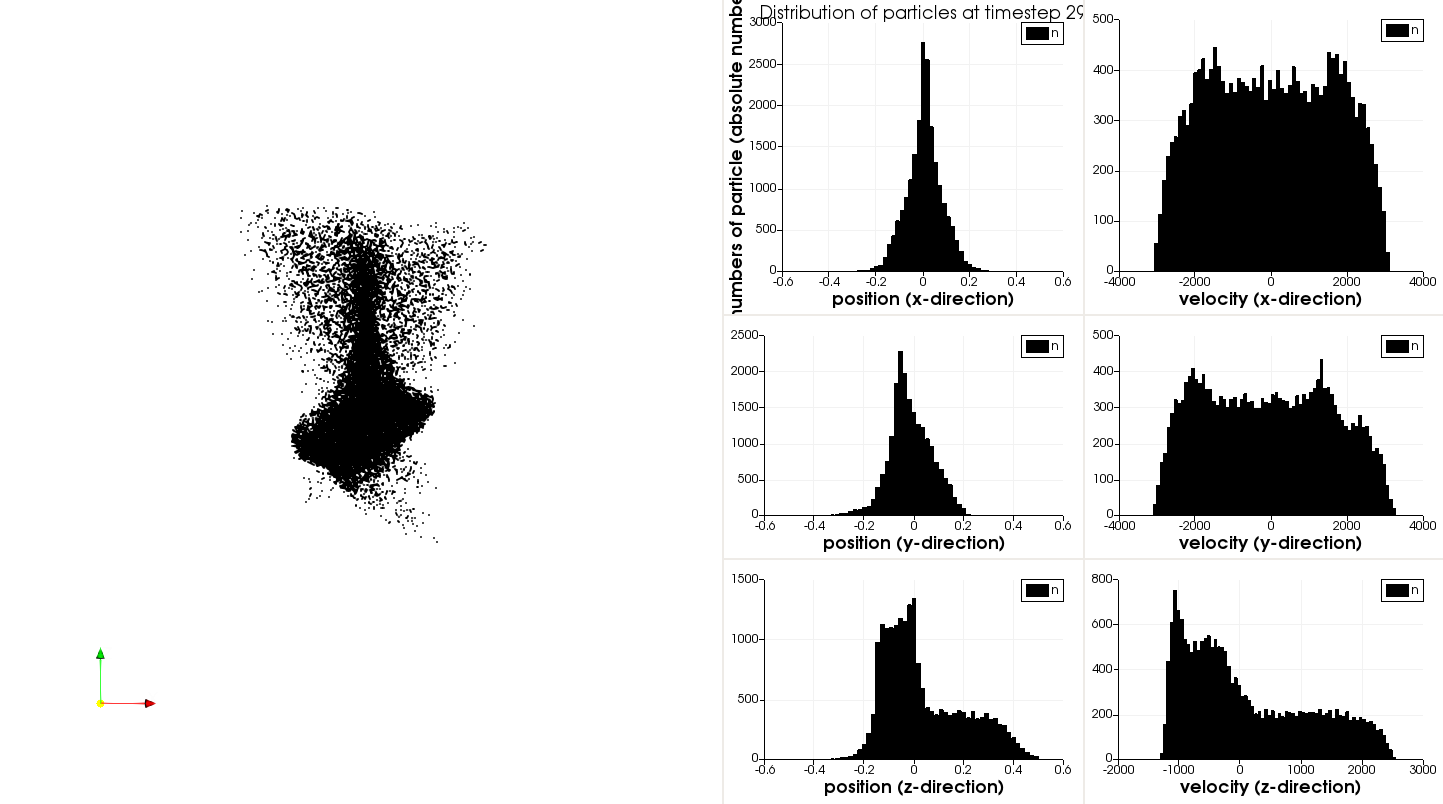 Distribution of particles at timestep 29
numbers of particle (absolute numbe
3000
2500
2000
1500
1000
500
0
-0.6 -0.4 -0.2 0 0.2 0.4 0.6
position (x-direction)
n
500
400
300
200
100
0
-4000 -2000 0 2000 4000
velocity (x-direction)
n
2500
2000
1500
1000
500
0
-0.6 -0.4 -0.2 0 0.2 0.4 0.6
position (y-direction)
n
500
400
300
200
100
0
-4000 -2000 0 2000 4000
velocity (y-direction)
n
1500
1000
500
0
-0.6 -0.4 -0.2 0 0.2 0.4 0.6
position (z-direction)
n
800
600
400
200
0
-2000 -1000 0 1000 2000 3000
velocity (z-direction)
n